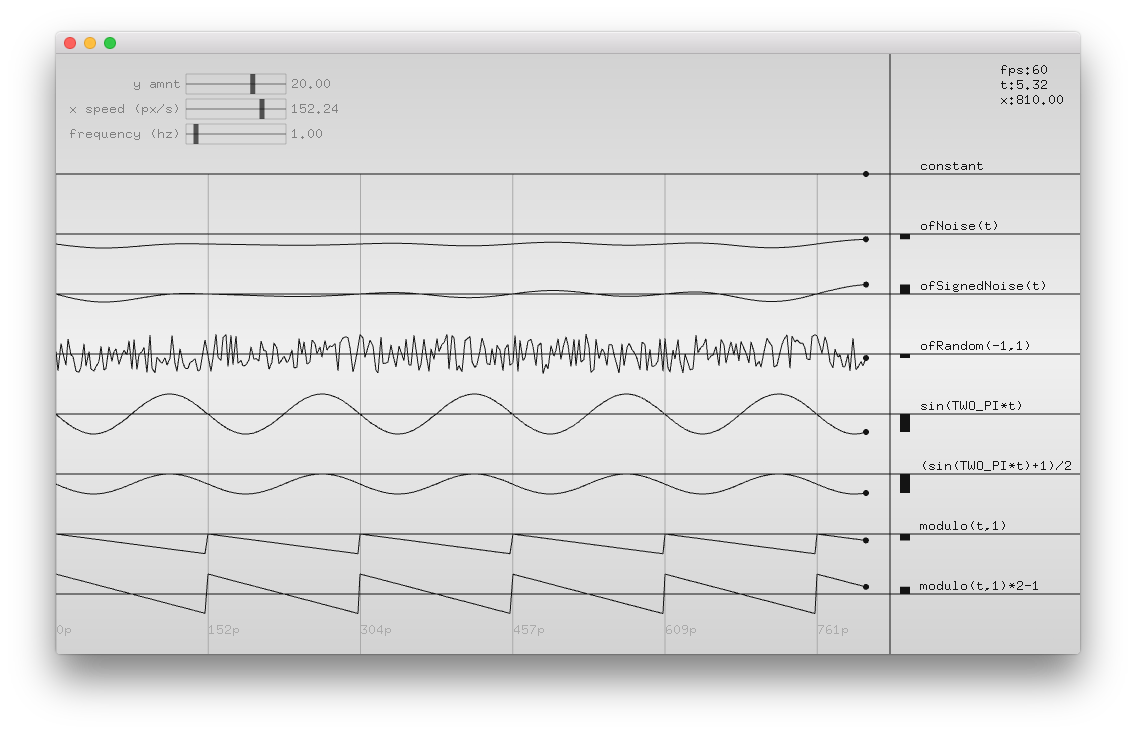 y amnt 20.00
x speed (px/s) 152.24
frequency (hz) 1.00
fps:60
t:5.32
x:810.00
constant
ofNoise(t)
ofSignedNoise(t)
ofRandom(-1,1)
sin(TWO_PI*t)
(sin(TWO_PI*t)+1)/2
modulo(t,1)
modulo(t,1)*2-1
0p 152p 304p 457p 609p 761p